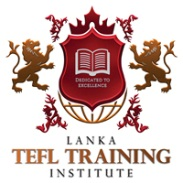 DEDICATED TO
EXCELLENCE
LANKA
TEFL TRAINING
INSTITUTE